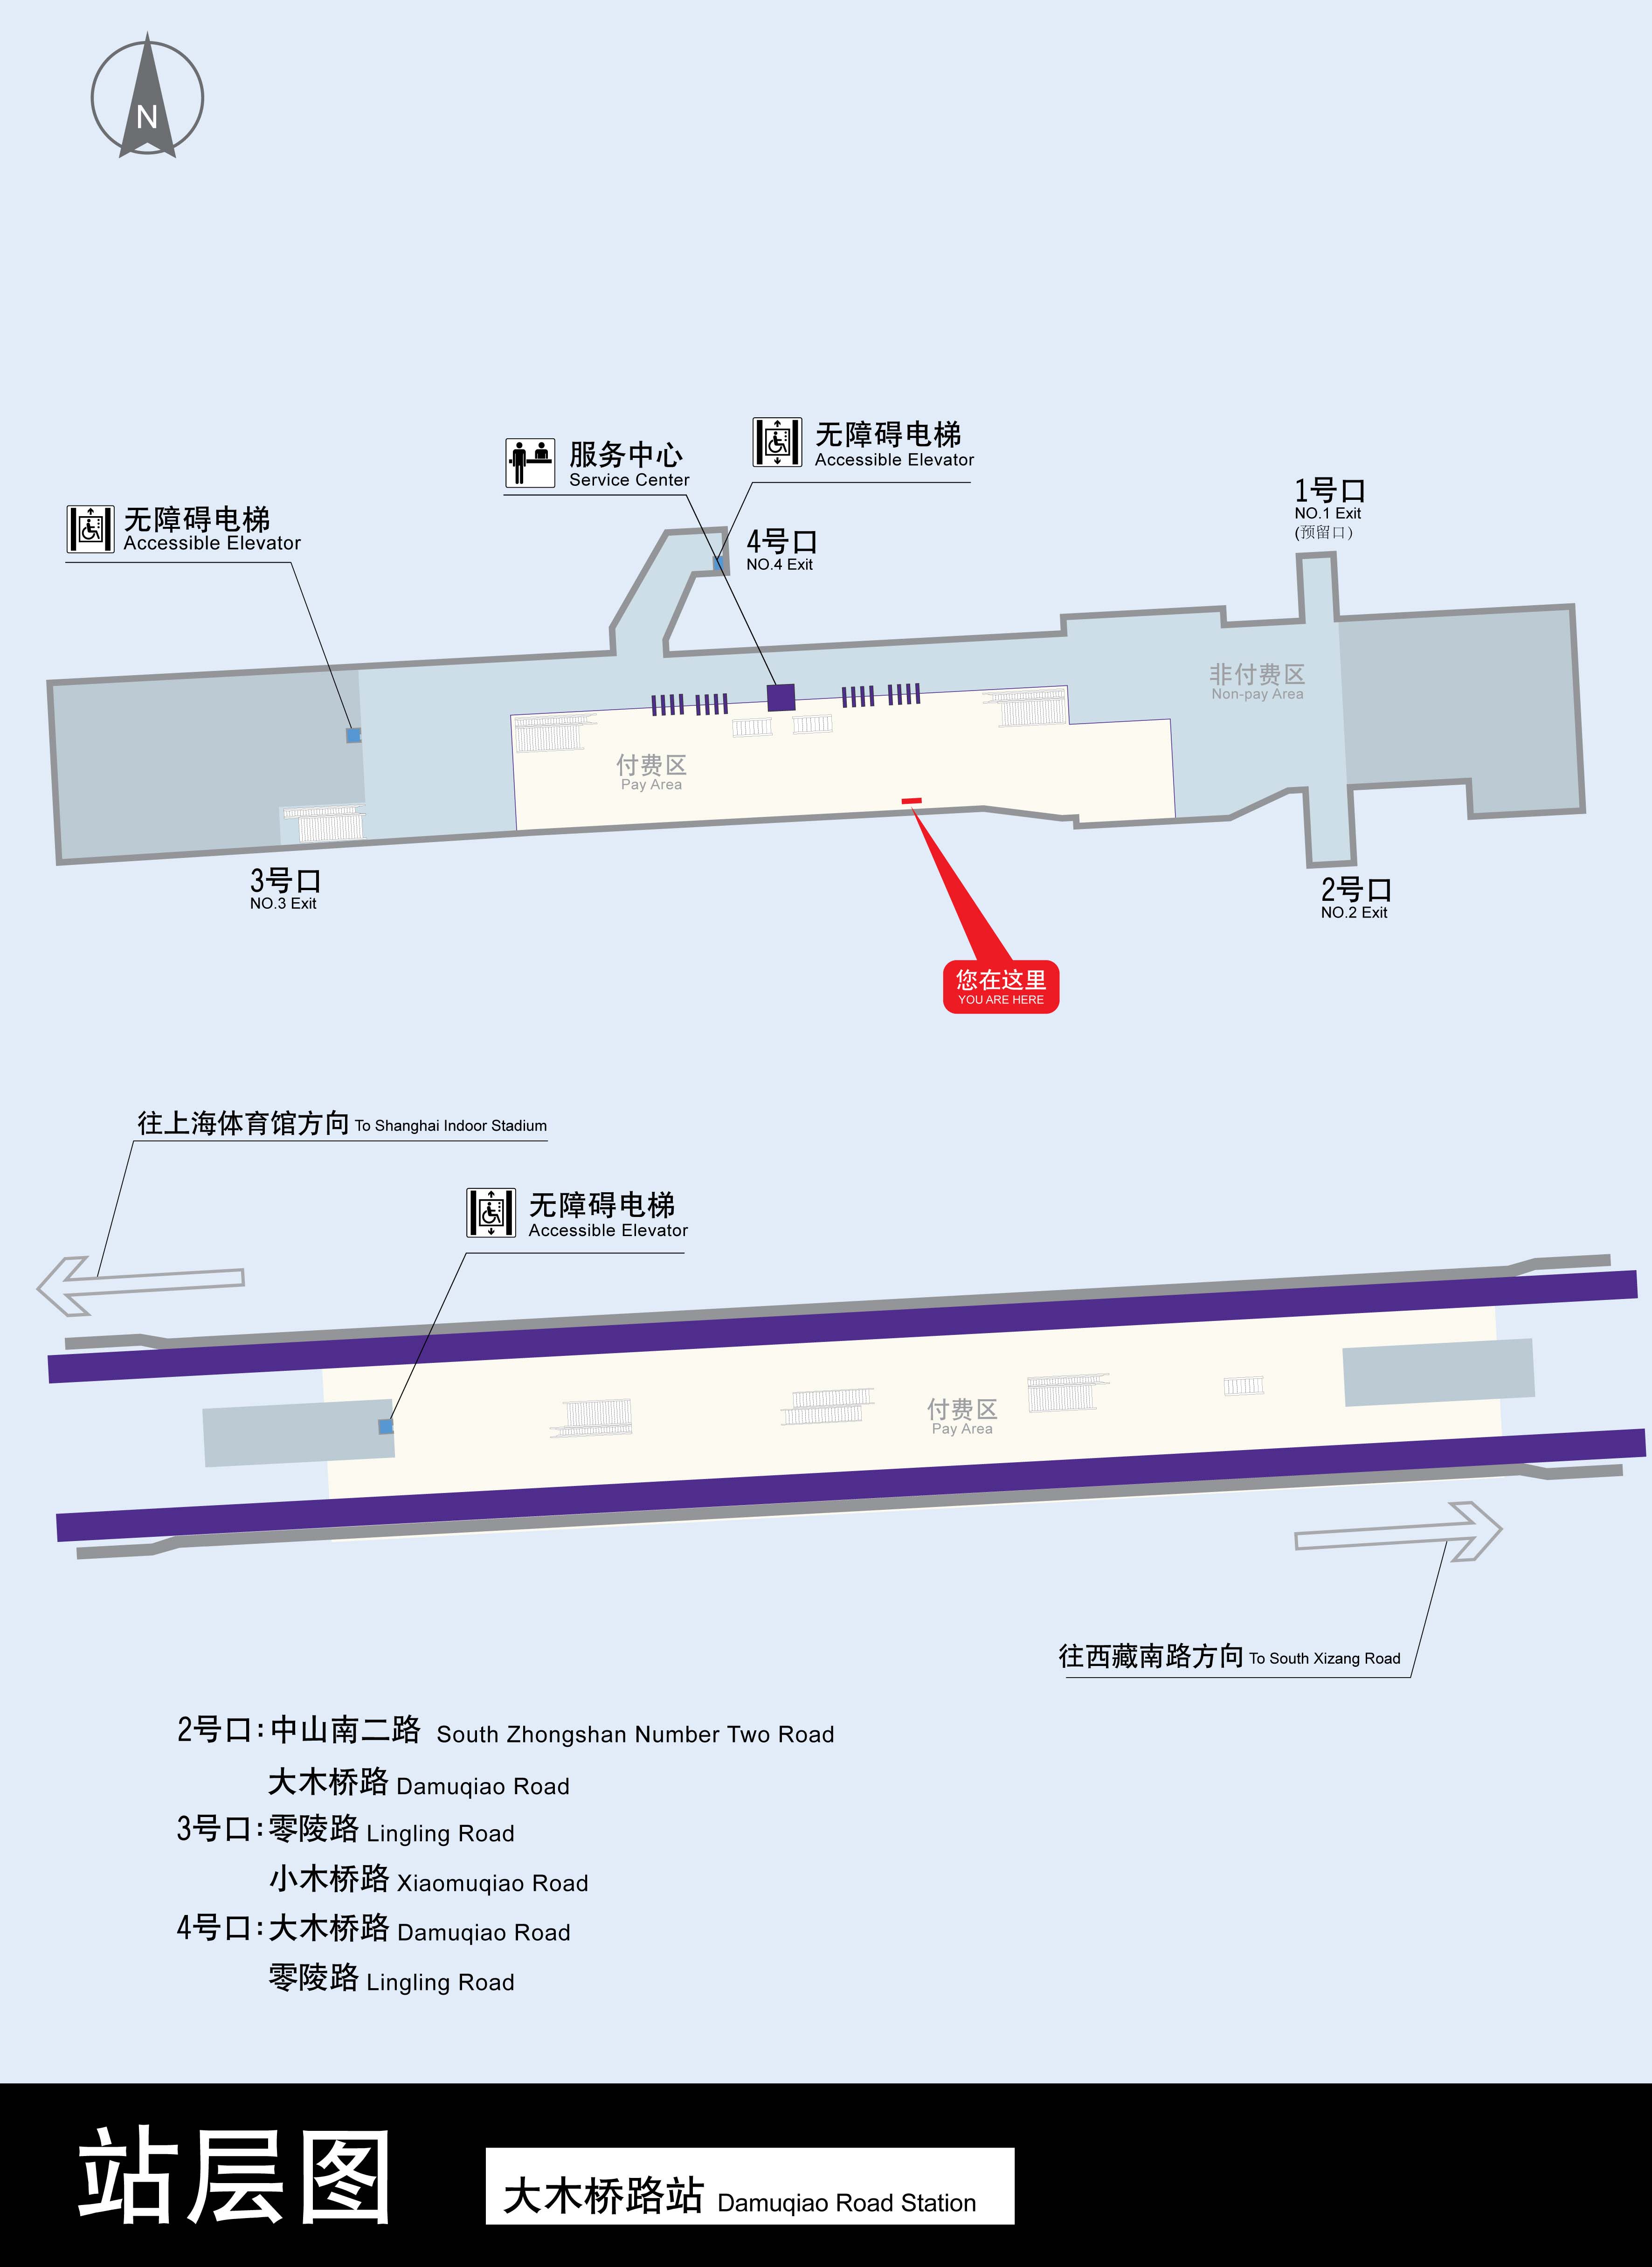 N
无障碍电梯
Accessible Elevator
服务中心
Service Center
无障碍电梯
Accessible Elevator
1号口
NO.1 Exit
(预留口)
4号口
NO.4 Exit
非付费区
Non-pay Area
付费区
Pay Area
3号口
NO.3 Exit
2号口
NO.2 Exit
您在这里
YOU ARE HERE
往上海体育馆方向 To Shanghai Indoor Stadium
无障碍电梯
Accessible Elevator
付费区
Pay Area
往西藏南路方向 To South Xizang Road
2号口:中山南二路 South Zhongshan Number Two Road
大木桥路 Damuqiao Road
3号口:零陵路 Lingling Road
小木桥路 Xiaomuqiao Road
4号口:大木桥路 Damuqiao Road
零陵路 Lingling Road
站层图
大木桥路站 Damuqiao Road Station